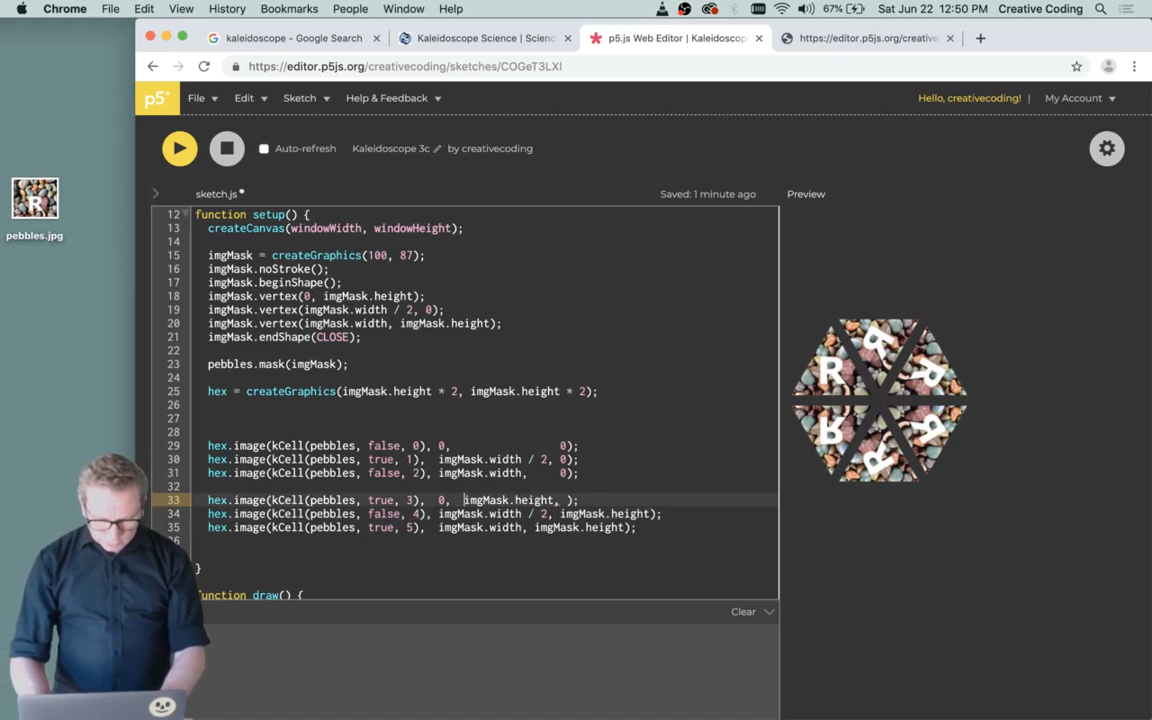 Chrome File Edit View History Bookmarks People Window Help 67% Sat Jun 22 12:50 PM Creative Coding
kaleidoscope - Google Search
Kaleidoscope Science | Scienc
p5.js Web Editor | Kaleidoscope
https://editor.p5js.org/creative
https://editor.p5js.org/creativecoding/sketches/COGeT3LXl
p5*
File Edit Sketch Help & Feedback
Hello, creativecoding! | My Account
Auto-refresh Kaleidoscope 3c by creativecoding
R
pebbles.jpg
sketch.js
Saved: 1 minute ago
Preview
12 function setup() {
13 createCanvas(windowWidth, windowHeight);
14
15 imgMask = createGraphics(100, 87);
16 imgMask.noStroke();
17 imgMask.beginShape();
18 imgMask.vertex(0, imgMask.height);
19 imgMask.vertex(imgMask.width / 2, 0);
20 imgMask.vertex(imgMask.width, imgMask.height);
21 imgMask.endShape(CLOSE);
22
23 pebbles.mask(imgMask);
24
25 hex = createGraphics(imgMask.height * 2, imgMask.height * 2);
26
27
28
29 hex.image(kCell(pebbles, false, 0), 0, 0);
30 hex.image(kCell(pebbles, true, 1), imgMask.width / 2, 0);
31 hex.image(kCell(pebbles, false, 2), imgMask.width, 0);
32
33 hex.image(kCell(pebbles, true, 3), 0, imgMask.height, );
34 hex.image(kCell(pebbles, false, 4), imgMask.width / 2, imgMask.height);
35 hex.image(kCell(pebbles, true, 5), imgMask.width, imgMask.height);
}
function draw() {
Clear
R
R
R
R
R
R